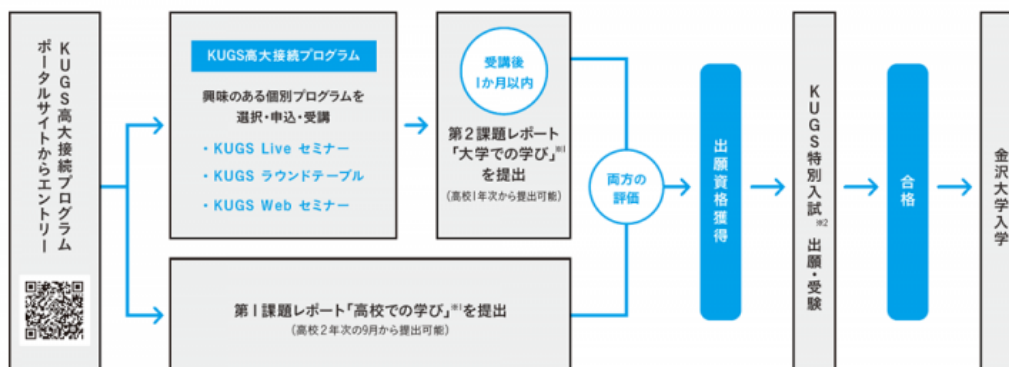 KUGS高大接続プログラム
ポータルサイトからエントリー
KUGS高大接続プログラム
興味のある個別プログラムを
選択・申込・受講
・KUGS Live セミナー
・KUGS ラウンドテーブル
・KUGS Web セミナー
受講後
1か月以内
第2課題レポート
「大学での学び」※1
を提出
(高校1年次から提出可能)
第1課題レポート「高校での学び」※1を提出
(高校2年次の9月から提出可能)
両方の
評価
出願資格獲得
KUGS特別入試※2 出願・受験
合格
金沢大学入学